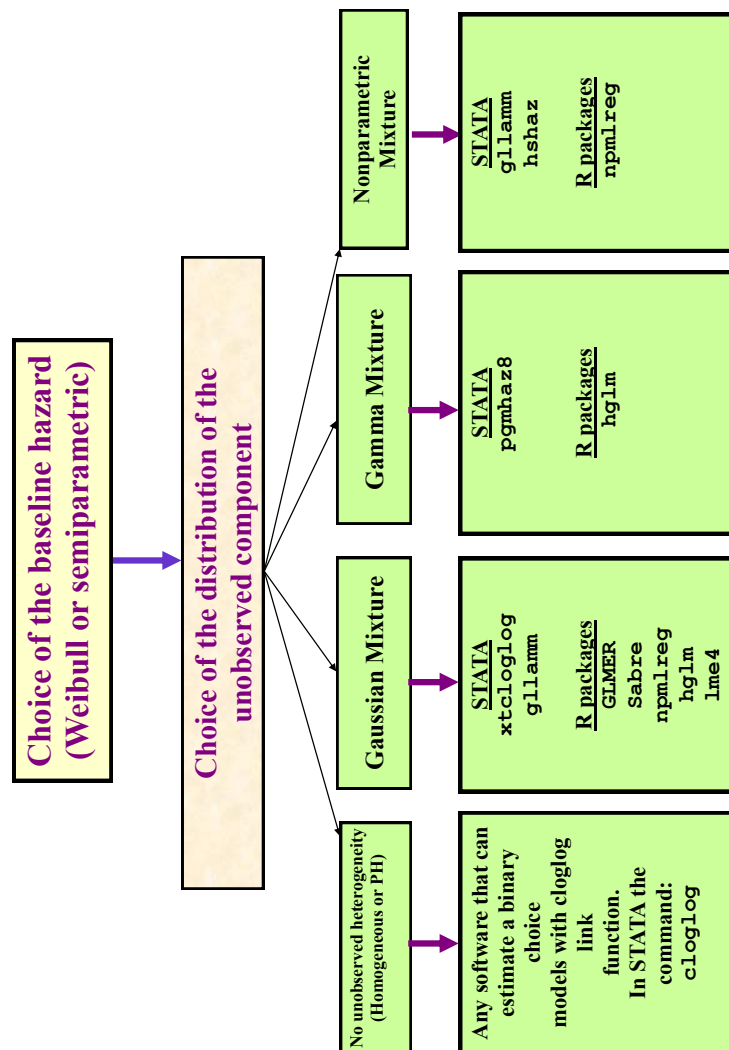 Choice of the baseline hazard
(Weibull or semiparametric)
Choice of the distribution of the
unobserved component
No unobserved heterogeneity
(Homogeneous or PH)
Gaussian Mixture
Gamma Mixture
Nonparametric
Mixture
Any software that can
estimate a binary
choice
models with cloglog
link
function.
In STATA the
command:
cloglog
STATA
xtcloglog
gllamm
R packages
GLMER
Sabre
npmlreg
hglm
lme4
STATA
pgmhaz8
R packages
hglm
STATA
gllamm
hshaz
R packages
npmlreg